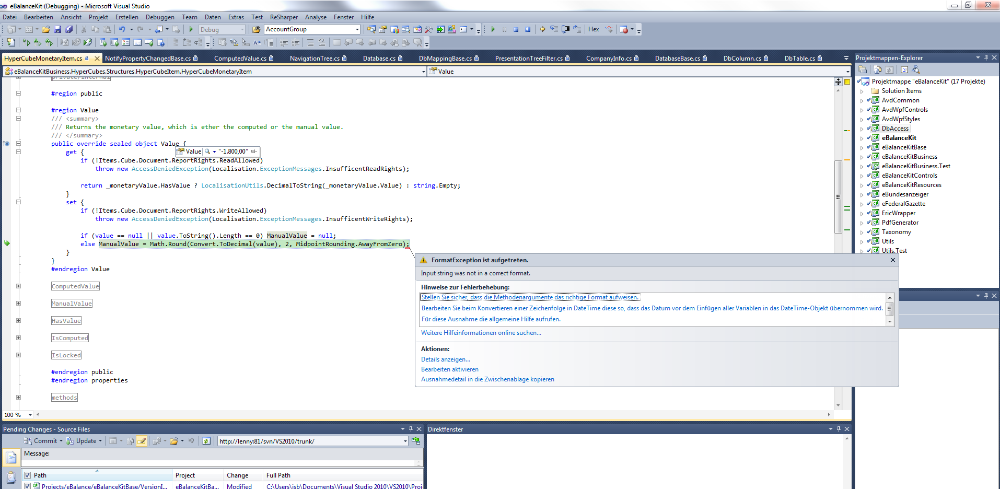 eBalanceKit (Debugging) - Microsoft Visual Studio
Datei Bearbeiten Ansicht Projekt Erstellen Debuggen Team Daten Extras Test ReSharper Analyse Fenster Hilfe
Debug AccountGroup Hex
HyperCubeMonetaryItem.cs NotifyPropertyChangedBase.cs ComputedValue.cs NavigationTree.cs Database.cs DbMappingBase.cs PresentationTreeFilter.cs CompanyInfo.cs DatabaseBase.cs DbColumn.cs DbTable.cs
eBalanceKitBusiness.HyperCubes.Structures.HyperCubeItem.HyperCubeMonetaryItem Value
private/internal
#region public
#region Value
/// <summary>
/// Returns the monetary value, which is ether the computed or the manual value.
/// </summary>
public override sealed object Value {
Value "-1.800,00"
get {
if (!Items.Cube.Document.ReportRights.ReadAllowed)
throw new AccessDeniedException(Localisation.ExceptionMessages.InsufficentReadRights);
return _monetaryValue.HasValue ? LocalisationUtils.DecimalToString(_monetaryValue.Value) : string.Empty;
}
set {
if (!Items.Cube.Document.ReportRights.WriteAllowed)
throw new AccessDeniedException(Localisation.ExceptionMessages.InsufficentWriteRights);
if (value == null || value.ToString().Length == 0) ManualValue = null;
else ManualValue = Math.Round(Convert.ToDecimal(value), 2, MidpointRounding.AwayFromZero);
}
}
#endregion Value
ComputedValue
ManualValue
HasValue
IsComputed
IsLocked
#endregion public
#endregion properties
methods
100 %
FormatException ist aufgetreten.
Input string was not in a correct format.
Hinweise zur Fehlerbehebung:
Stellen Sie sicher, dass die Methodenargumente das richtige Format aufweisen.
Bearbeiten Sie beim Konvertieren einer Zeichenfolge in DateTime diese so, dass das Datum vor dem Einfügen aller Variablen in das DateTime-Objekt übernommen wird.
Für diese Ausnahme die allgemeine Hilfe aufrufen.
Weitere Hilfeinformationen online suchen...
Aktionen:
Details anzeigen...
Bearbeiten aktivieren
Ausnahmedetail in die Zwischenablage kopieren
Projektmappen-Explorer
Projektmappe "eBalanceKit" (17 Projekte)
Solution Items
AvdCommon
AvdWpfControls
AvdWpfStyles
DbAccess
eBalanceKit
eBalanceKitBase
eBalanceKitBusiness
eBalanceKitBusiness.Test
eBalanceKitControls
eBalanceKitResources
eBundesanzeiger
eFederalGazette
EricWrapper
PdfGenerator
Taxonomy
Utils
Utils.Test
Pending Changes - Source Files
Commit Update http://lenny:81/svn/VS2010/trunk/
Message:
Path Project Change Full Path
Projects/eBalance/eBalanceKitBase/VersionI... eBalanceKitBa... Modified C:\Users\isb\Documents\Visual Studio 2010\VS2010\Proj
Direktfenster